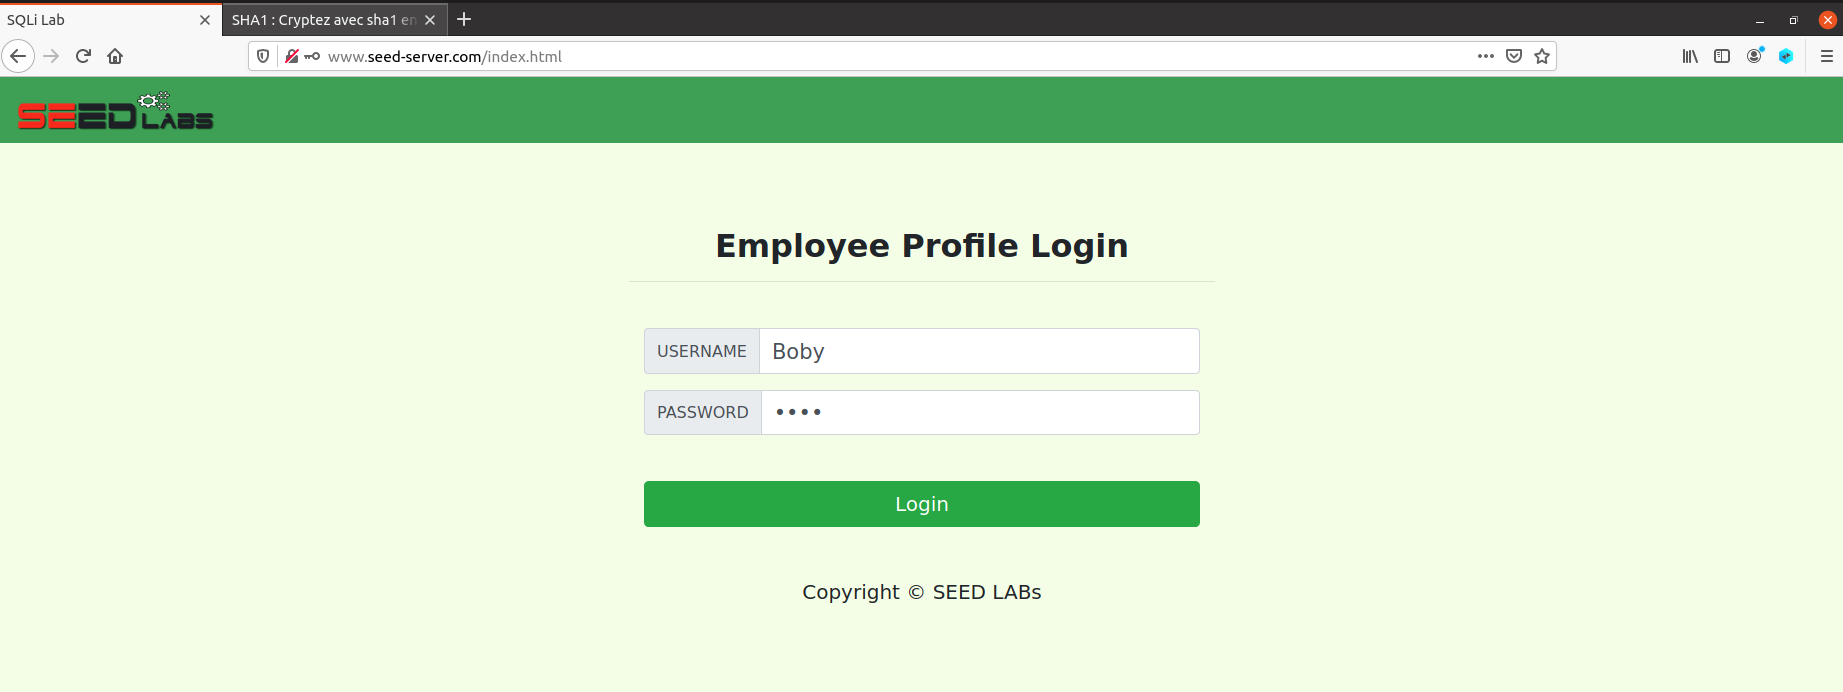 SQLi Lab
SHA1 : Cryptez avec sha1 en
www.seed-server.com/index.html
SEED LABS
Employee Profile Login
USERNAME Boby
PASSWORD ••••
Login
Copyright © SEED LABs